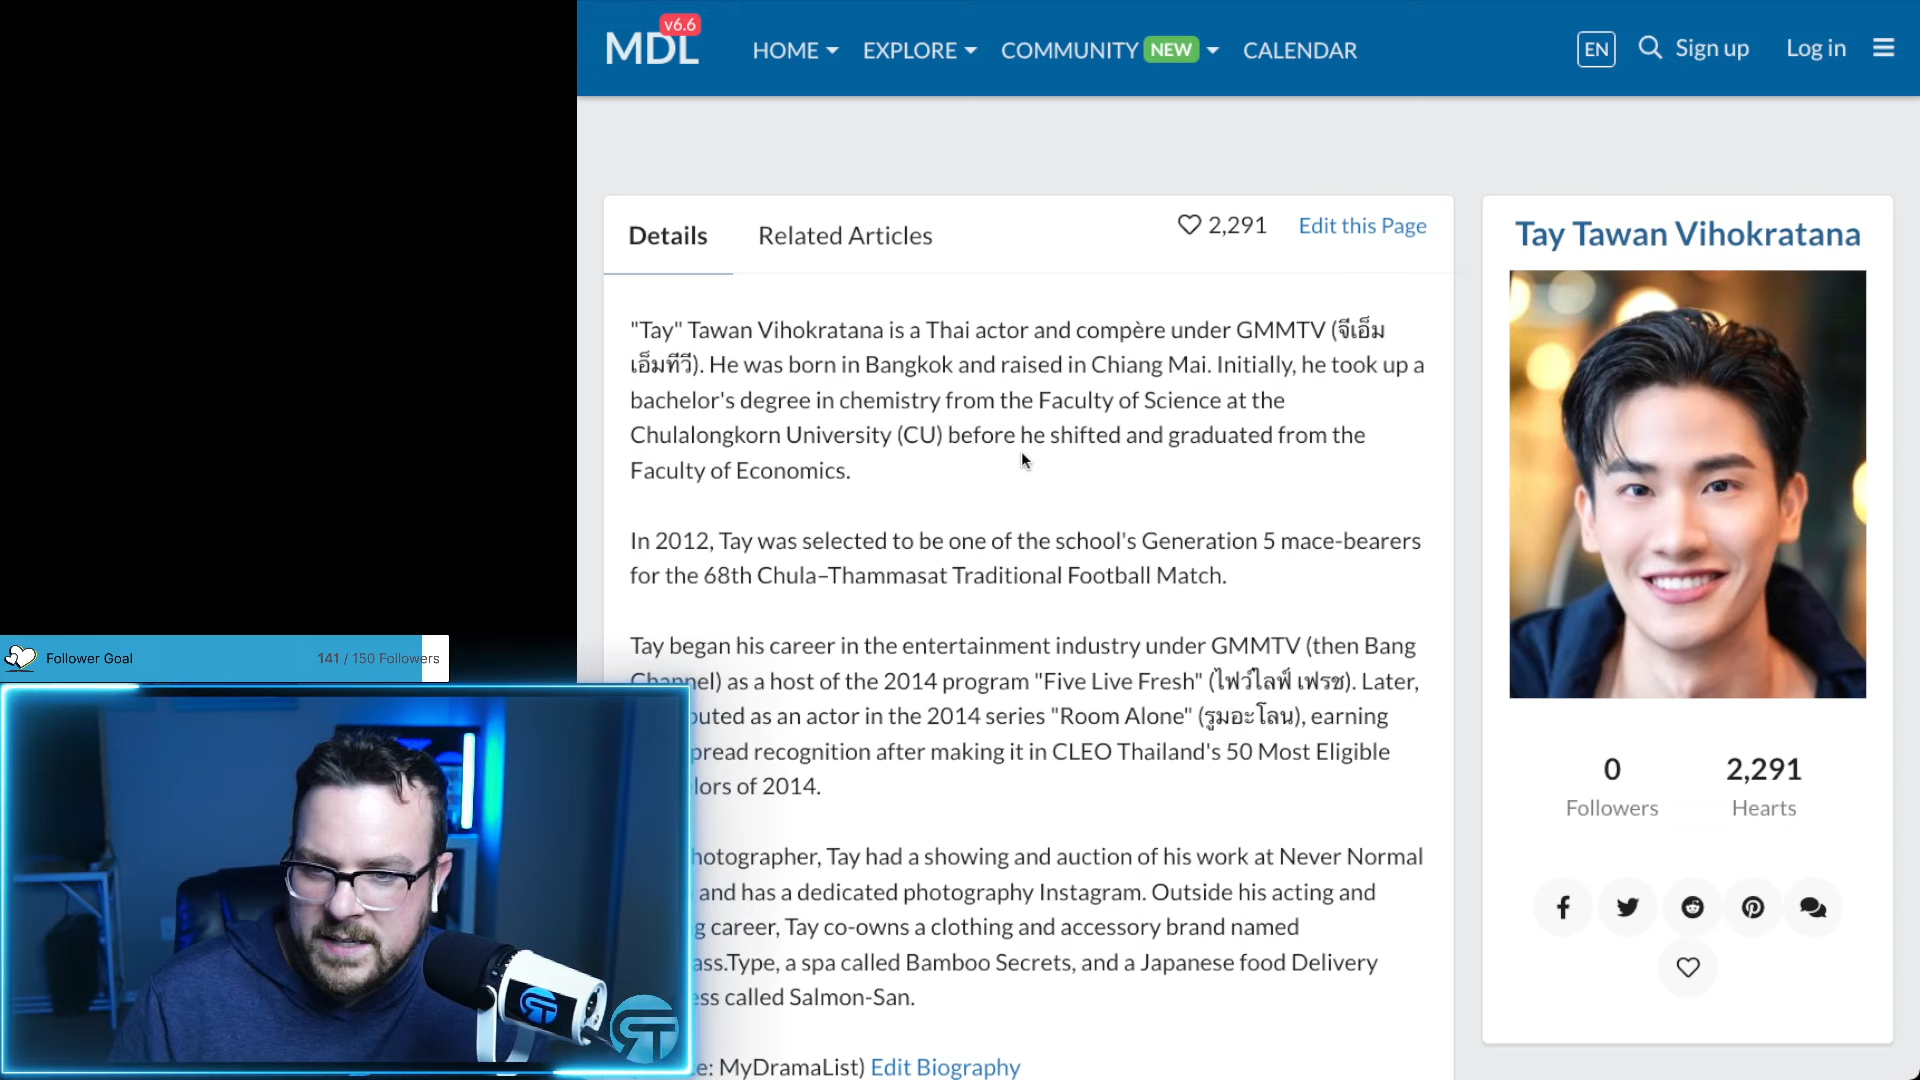 MDL
v6.6
HOME
EXPLORE
COMMUNITY NEW
CALENDAR
EN
Sign up
Log in
Details
Related Articles
2,291
Edit this Page
"Tay" Tawan Vihokratana is a Thai actor and compère under GMMTV (จีเอ็ม
เอ็มทีวี). He was born in Bangkok and raised in Chiang Mai. Initially, he took up a
bachelor's degree in chemistry from the Faculty of Science at the
Chulalongkorn University (CU) before he shifted and graduated from the
Faculty of Economics.
In 2012, Tay was selected to be one of the school's Generation 5 mace-bearers
for the 68th Chula–Thammasat Traditional Football Match.
Tay began his career in the entertainment industry under GMMTV (then Bang
Channel) as a host of the 2014 program "Five Live Fresh" (ไฟว์ไลฟ์ เฟรช). Later,
buted as an actor in the 2014 series "Room Alone" (รูมอะโลน), earning
pread recognition after making it in CLEO Thailand's 50 Most Eligible
lors of 2014.
hotographer, Tay had a showing and auction of his work at Never Normal
and has a dedicated photography Instagram. Outside his acting and
g career, Tay co-owns a clothing and accessory brand named
ass.Type, a spa called Bamboo Secrets, and a Japanese food Delivery
ess called Salmon-San.
e: MyDramaList) Edit Biography
Tay Tawan Vihokratana
0
Followers
2,291
Hearts
Follower Goal
141 / 150 Followers